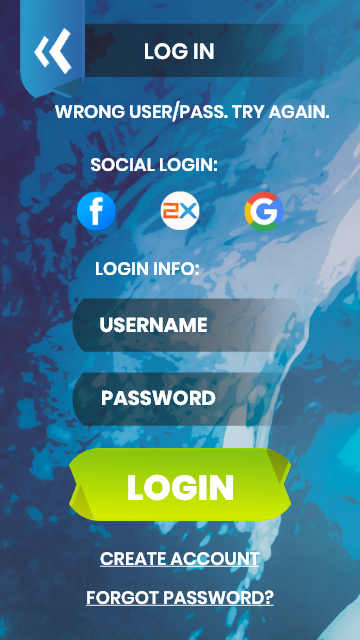 LOG IN
WRONG USER/PASS. TRY AGAIN.
SOCIAL LOGIN:
f 2X G
LOGIN INFO:
USERNAME
PASSWORD
LOGIN
CREATE ACCOUNT
FORGOT PASSWORD?